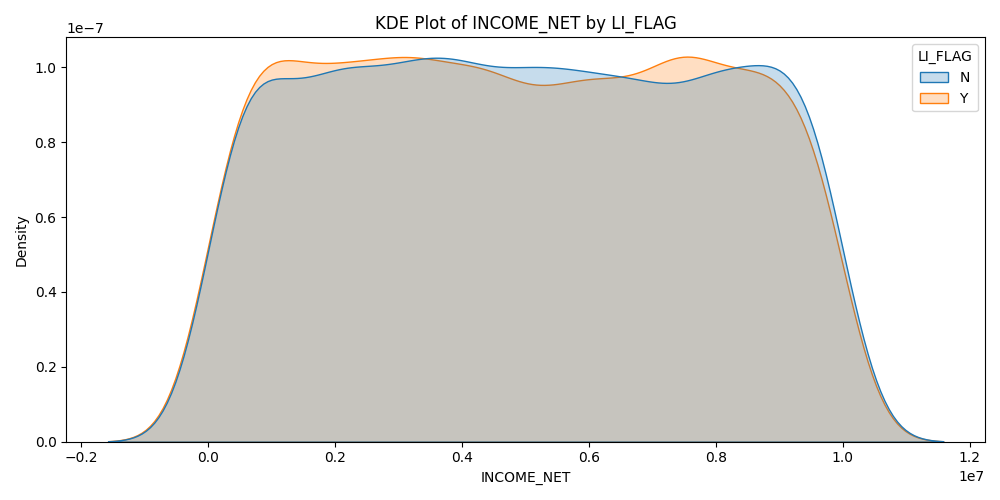 KDE Plot of INCOME_NET by LI_FLAG
1e−7
LI_FLAG
N
Y
1.0
0.8
0.6
0.4
0.2
0.0
Density
−0.2 0.0 0.2 0.4 0.6 0.8 1.0 1.2
1e7
INCOME_NET